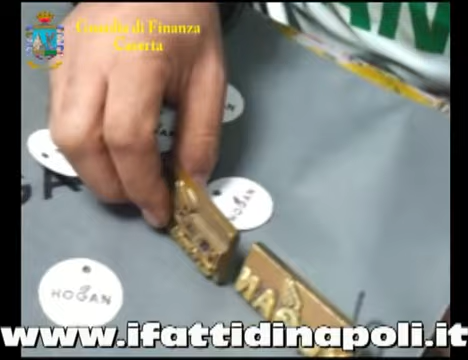 Guardia di Finanza
Caserta
HOGAN
HOGAN
www.ifattidinapoli.it